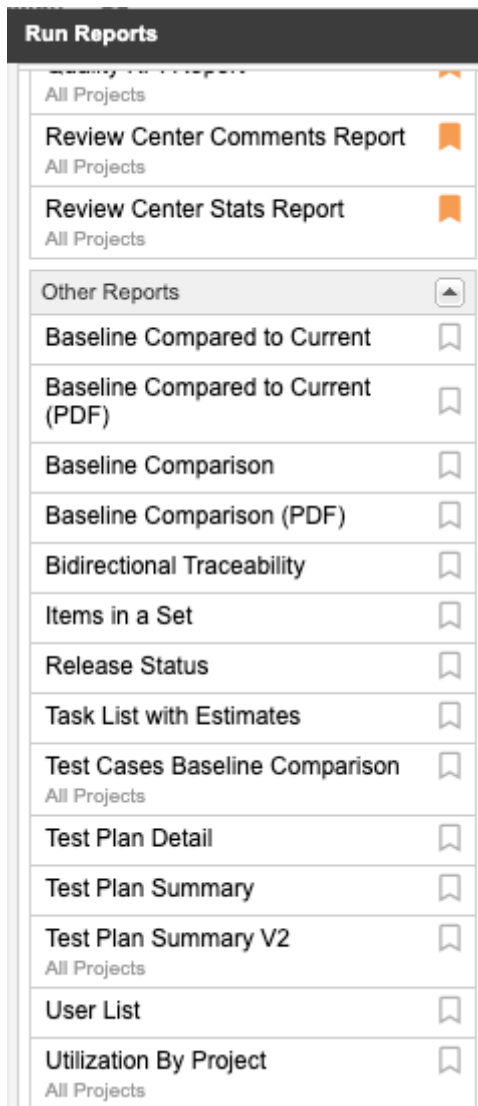 Run Reports
All Projects
Review Center Comments Report
All Projects
Review Center Stats Report
All Projects
Other Reports
Baseline Compared to Current
Baseline Compared to Current
(PDF)
Baseline Comparison
Baseline Comparison (PDF)
Bidirectional Traceability
Items in a Set
Release Status
Task List with Estimates
Test Cases Baseline Comparison
All Projects
Test Plan Detail
Test Plan Summary
Test Plan Summary V2
All Projects
User List
Utilization By Project
All Projects